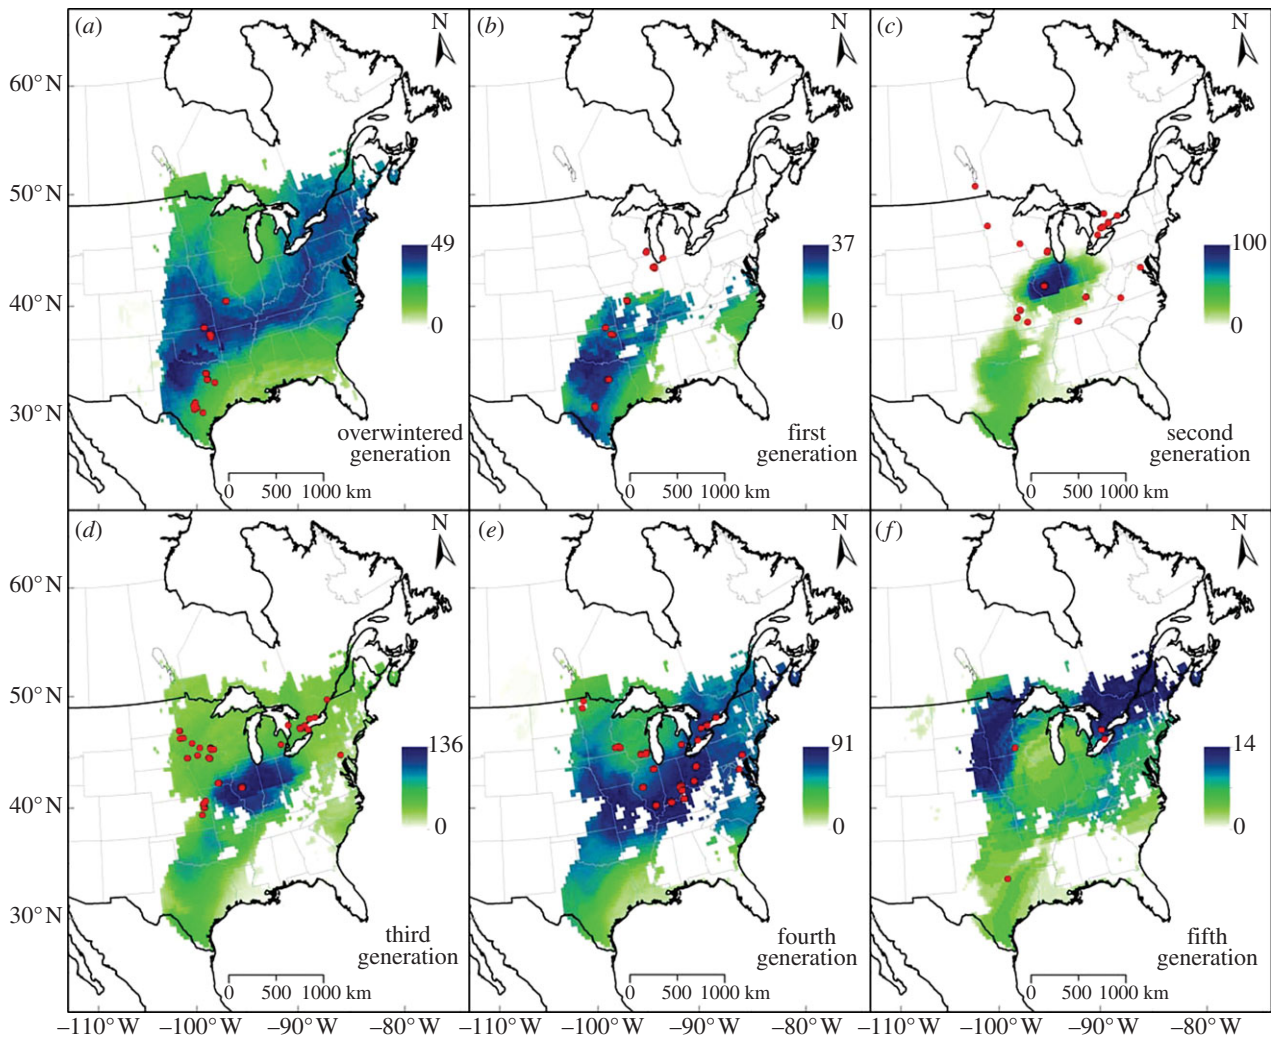 (a) N (b) N (c) N
60°N
50°N
49 37 100
40°N
0 0 0
30°N
overwintered first second
generation generation generation
0 500 1000 km 0 500 1000 km 0 500 1000 km
(d) N (e) N (f) N
60°N
50°N
136 91 14
40°N
0 0 0
30°N
third fourth fifth
generation generation generation
0 500 1000 km 0 500 1000 km 0 500 1000 km
−110°W −100°W −90°W −80°W −110°W −100°W −90°W −80°W −100°W −90°W −80°W